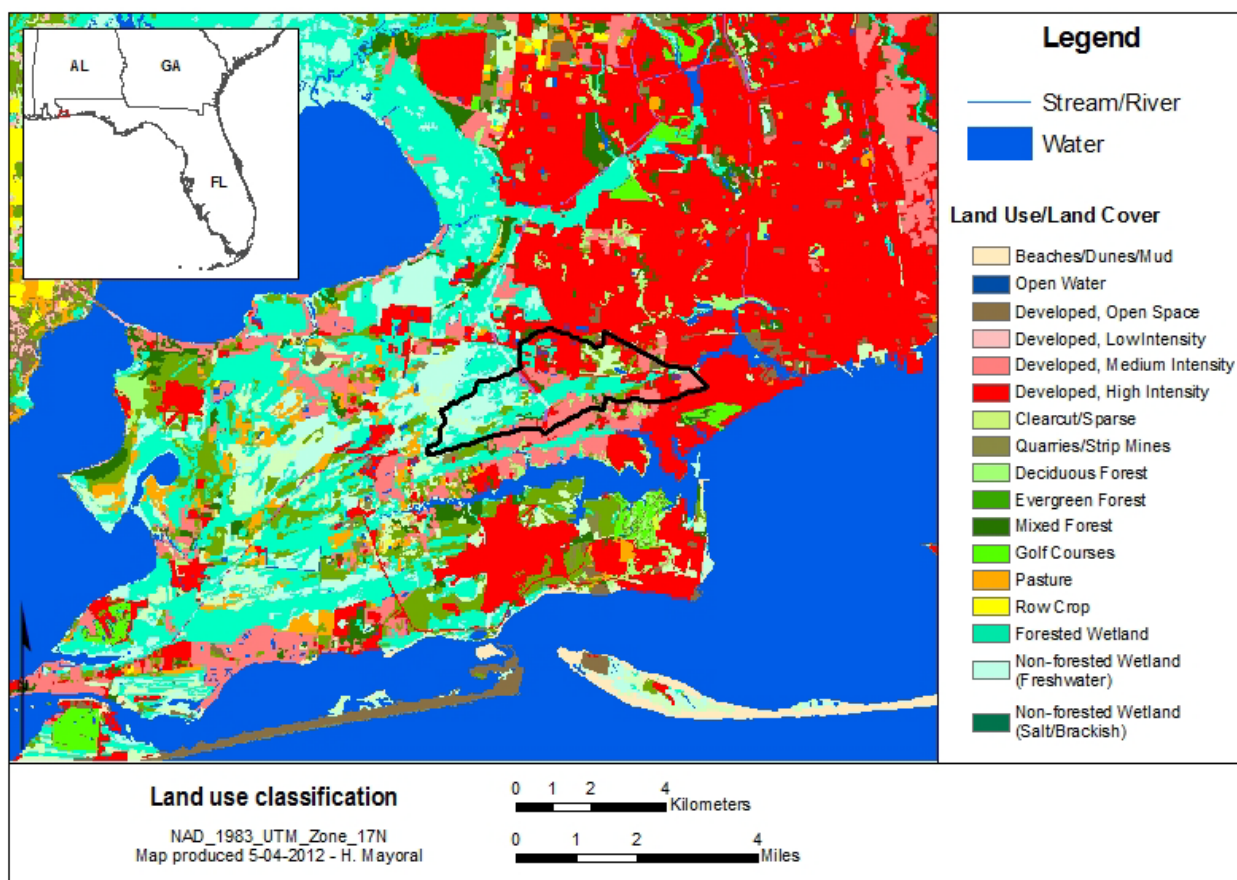 AL
GA
FL
Legend
Stream/River
Water
Land Use/Land Cover
Beaches/Dunes/Mud
Open Water
Developed, Open Space
Developed, Low Intensity
Developed, Medium Intensity
Developed, High Intensity
Clearcut/Sparse
Quarries/Strip Mines
Deciduous Forest
Evergreen Forest
Mixed Forest
Golf Courses
Pasture
Row Crop
Forested Wetland
Non-forested Wetland
(Freshwater)
Non-forested Wetland
(Salt/Brackish)
Land use classification
NAD_1983_UTM_Zone_17N
Map produced 5-04-2012 - H. Mayoral
0 1 2 4
Kilometers
0 1 2 4
Miles